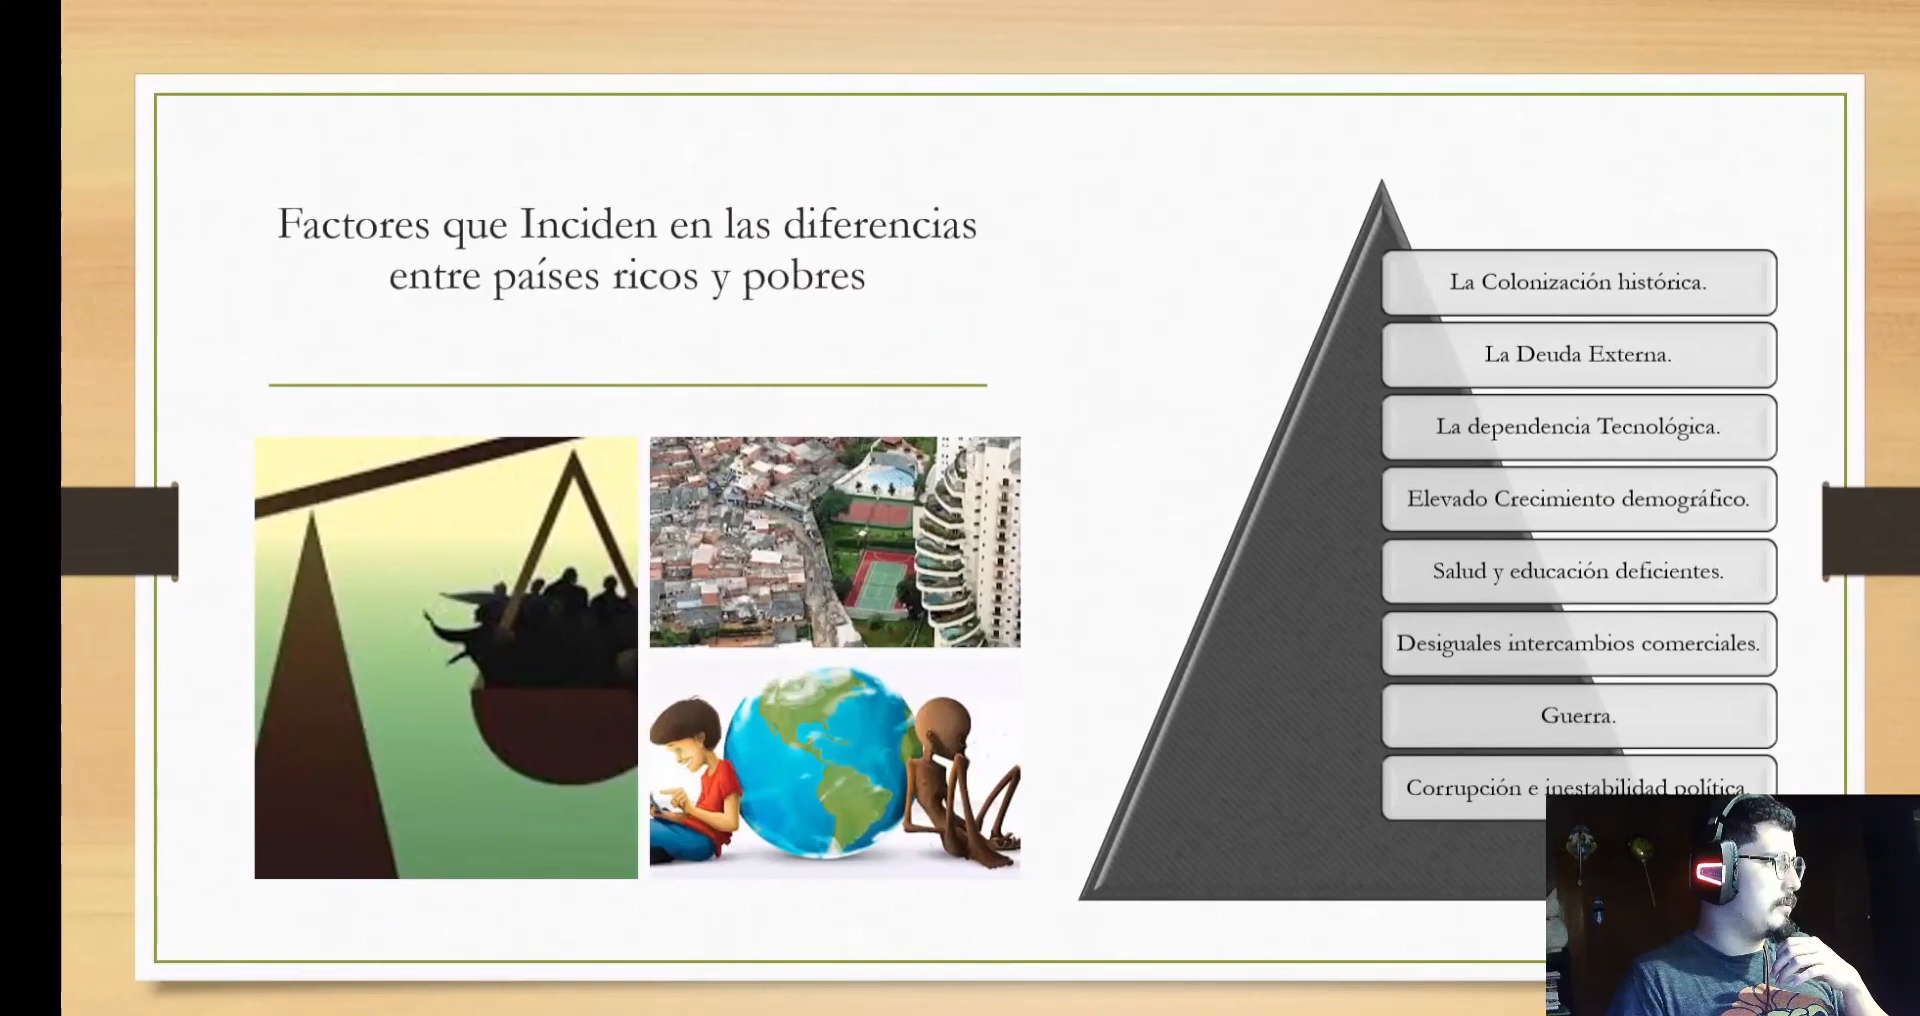 Factores que Inciden en las diferencias
entre países ricos y pobres
La Colonización histórica.
La Deuda Externa.
La dependencia Tecnológica.
Elevado Crecimiento demográfico.
Salud y educación deficientes.
Desiguales intercambios comerciales.
Guerra.
Corrupción e inestabilidad política.